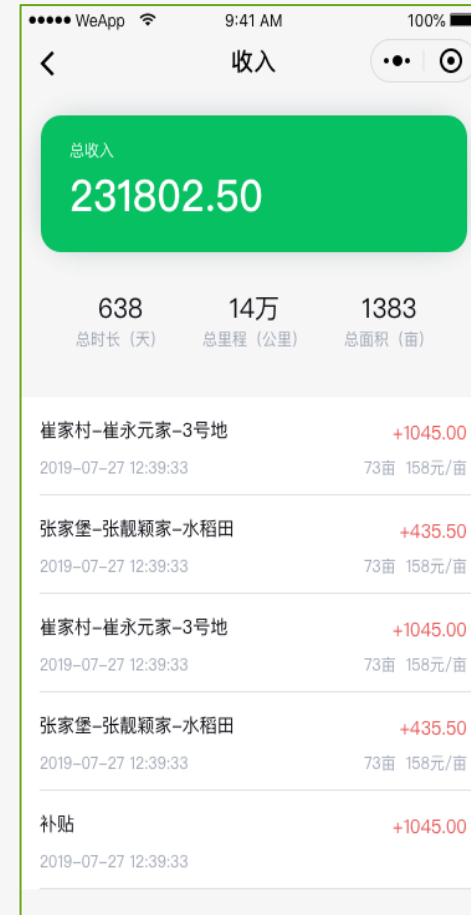 WeApp 9:41 AM 100%
收入
总收入
231802.50
638 14万 1383
总时长（天） 总里程（公里） 总面积（亩）
崔家村-崔永元家-3号地 +1045.00
2019-07-27 12:39:33 73亩 158元/亩
张家堡-张靓颖家-水稻田 +435.50
2019-07-27 12:39:33 73亩 158元/亩
崔家村-崔永元家-3号地 +1045.00
2019-07-27 12:39:33 73亩 158元/亩
张家堡-张靓颖家-水稻田 +435.50
2019-07-27 12:39:33 73亩 158元/亩
补贴 +1045.00
2019-07-27 12:39:33